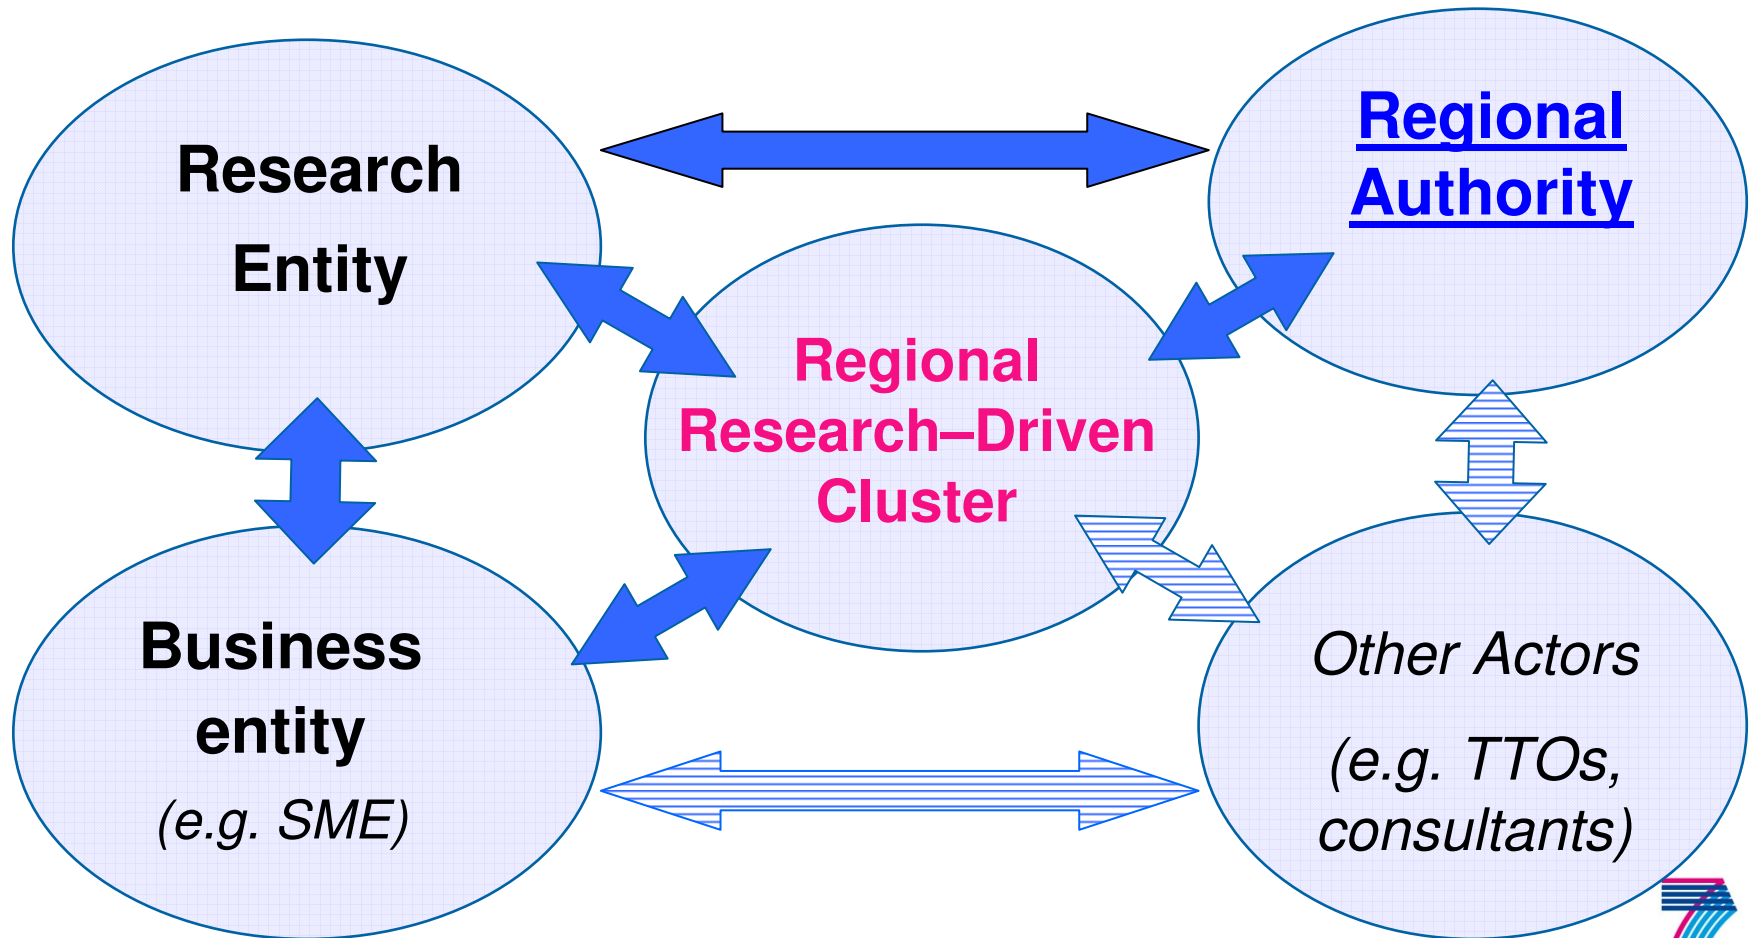 Research
Entity
Regional
Authority
Regional
Research–Driven
Cluster
Business
entity
(e.g. SME)
Other Actors
(e.g. TTOs,
consultants)